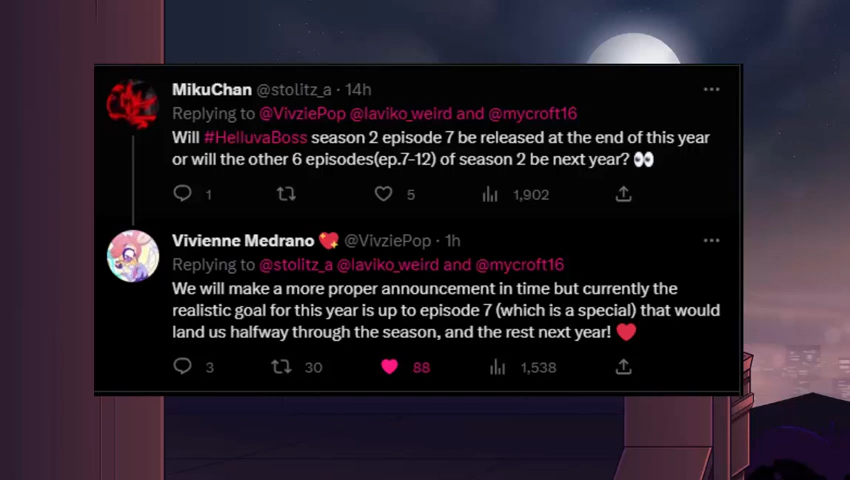 MikuChan @stolitz_a · 14h
Replying to @VivziePop @laviko_weird and @mycroft16
Will #HelluvaBoss season 2 episode 7 be released at the end of this year
or will the other 6 episodes(ep.7-12) of season 2 be next year? 👀
1 5 1,902
Vivienne Medrano 💖 @VivziePop · 1h
Replying to @stolitz_a @laviko_weird and @mycroft16
We will make a more proper announcement in time but currently the
realistic goal for this year is up to episode 7 (which is a special) that would
land us halfway through the season, and the rest next year! ❤️
3 30 88 1,538